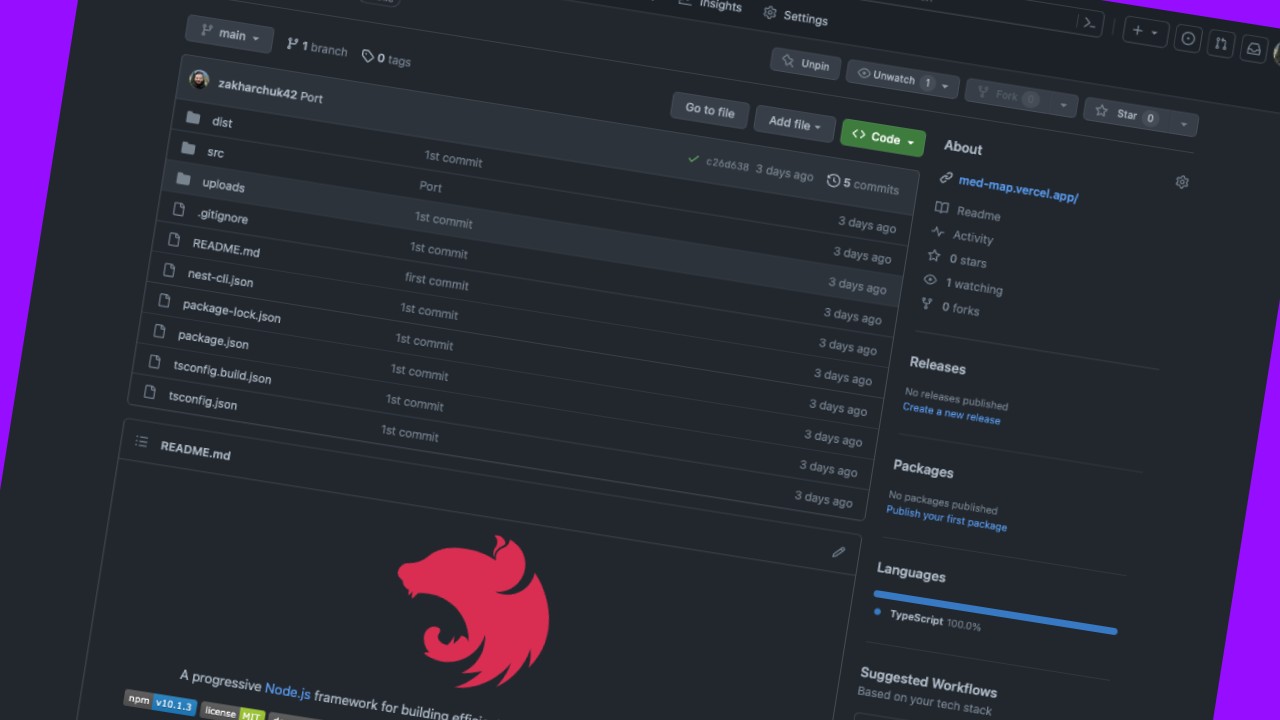 Insights
Settings
main
1 branch
0 tags
Unpin
Unwatch 1
Fork 0
Star 0
Go to file
Add file
Code
zakharchuk42 Port
c26d638 3 days ago
5 commits
dist 1st commit 3 days ago
src Port 3 days ago
uploads 1st commit 3 days ago
.gitignore 1st commit 3 days ago
README.md first commit 3 days ago
nest-cli.json 1st commit 3 days ago
package-lock.json 1st commit 3 days ago
package.json 1st commit 3 days ago
tsconfig.build.json 1st commit 3 days ago
tsconfig.json 1st commit 3 days ago
README.md
A progressive Node.js framework for building
npm v10.1.3
license MIT
About
med-map.vercel.app/
Readme
Activity
0 stars
1 watching
0 forks
Releases
No releases published
Create a new release
Packages
No packages published
Publish your first package
Languages
TypeScript 100.0%
Suggested Workflows
Based on your tech stack